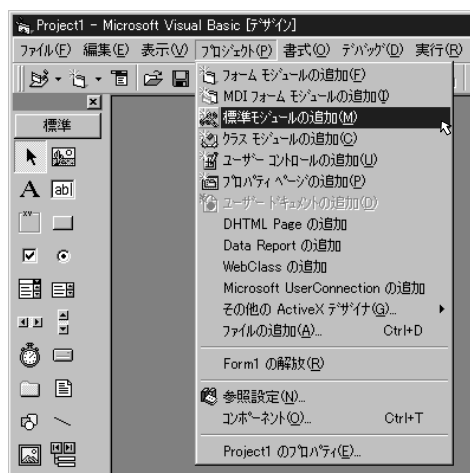 Project1 - Microsoft Visual Basic [ﾃﾞｻﾞｲﾝ]
ﾌｧｲﾙ(F) 編集(E) 表示(V) ﾌﾟﾛｼﾞｪｸﾄ(P) 書式(O) ﾃﾞﾊﾞｯｸﾞ(D) 実行(R)
標準
A
ab|
xv
ﾌｫｰﾑ ﾓｼﾞｭｰﾙの追加(F)
MDI ﾌｫｰﾑ ﾓｼﾞｭｰﾙの追加(I)
標準ﾓｼﾞｭｰﾙの追加(M)
ｸﾗｽ ﾓｼﾞｭｰﾙの追加(C)
ﾕｰｻﾞｰ ｺﾝﾄﾛｰﾙの追加(U)
ﾌﾟﾛﾊﾟﾃｨ ﾍﾟｰｼﾞの追加(P)
ﾕｰｻﾞｰ ﾄﾞｷｭﾒﾝﾄの追加(D)
DHTML Page の追加
Data Report の追加
WebClass の追加
Microsoft UserConnection の追加
その他の ActiveX ﾃﾞｻﾞｲﾅ(G)...
ﾌｧｲﾙの追加(A)... Ctrl+D
Form1 の解放(R)
参照設定(N)...
ｺﾝﾎﾟｰﾈﾝﾄ(O)... Ctrl+T
Project1 のﾌﾟﾛﾊﾟﾃｨ(E)...